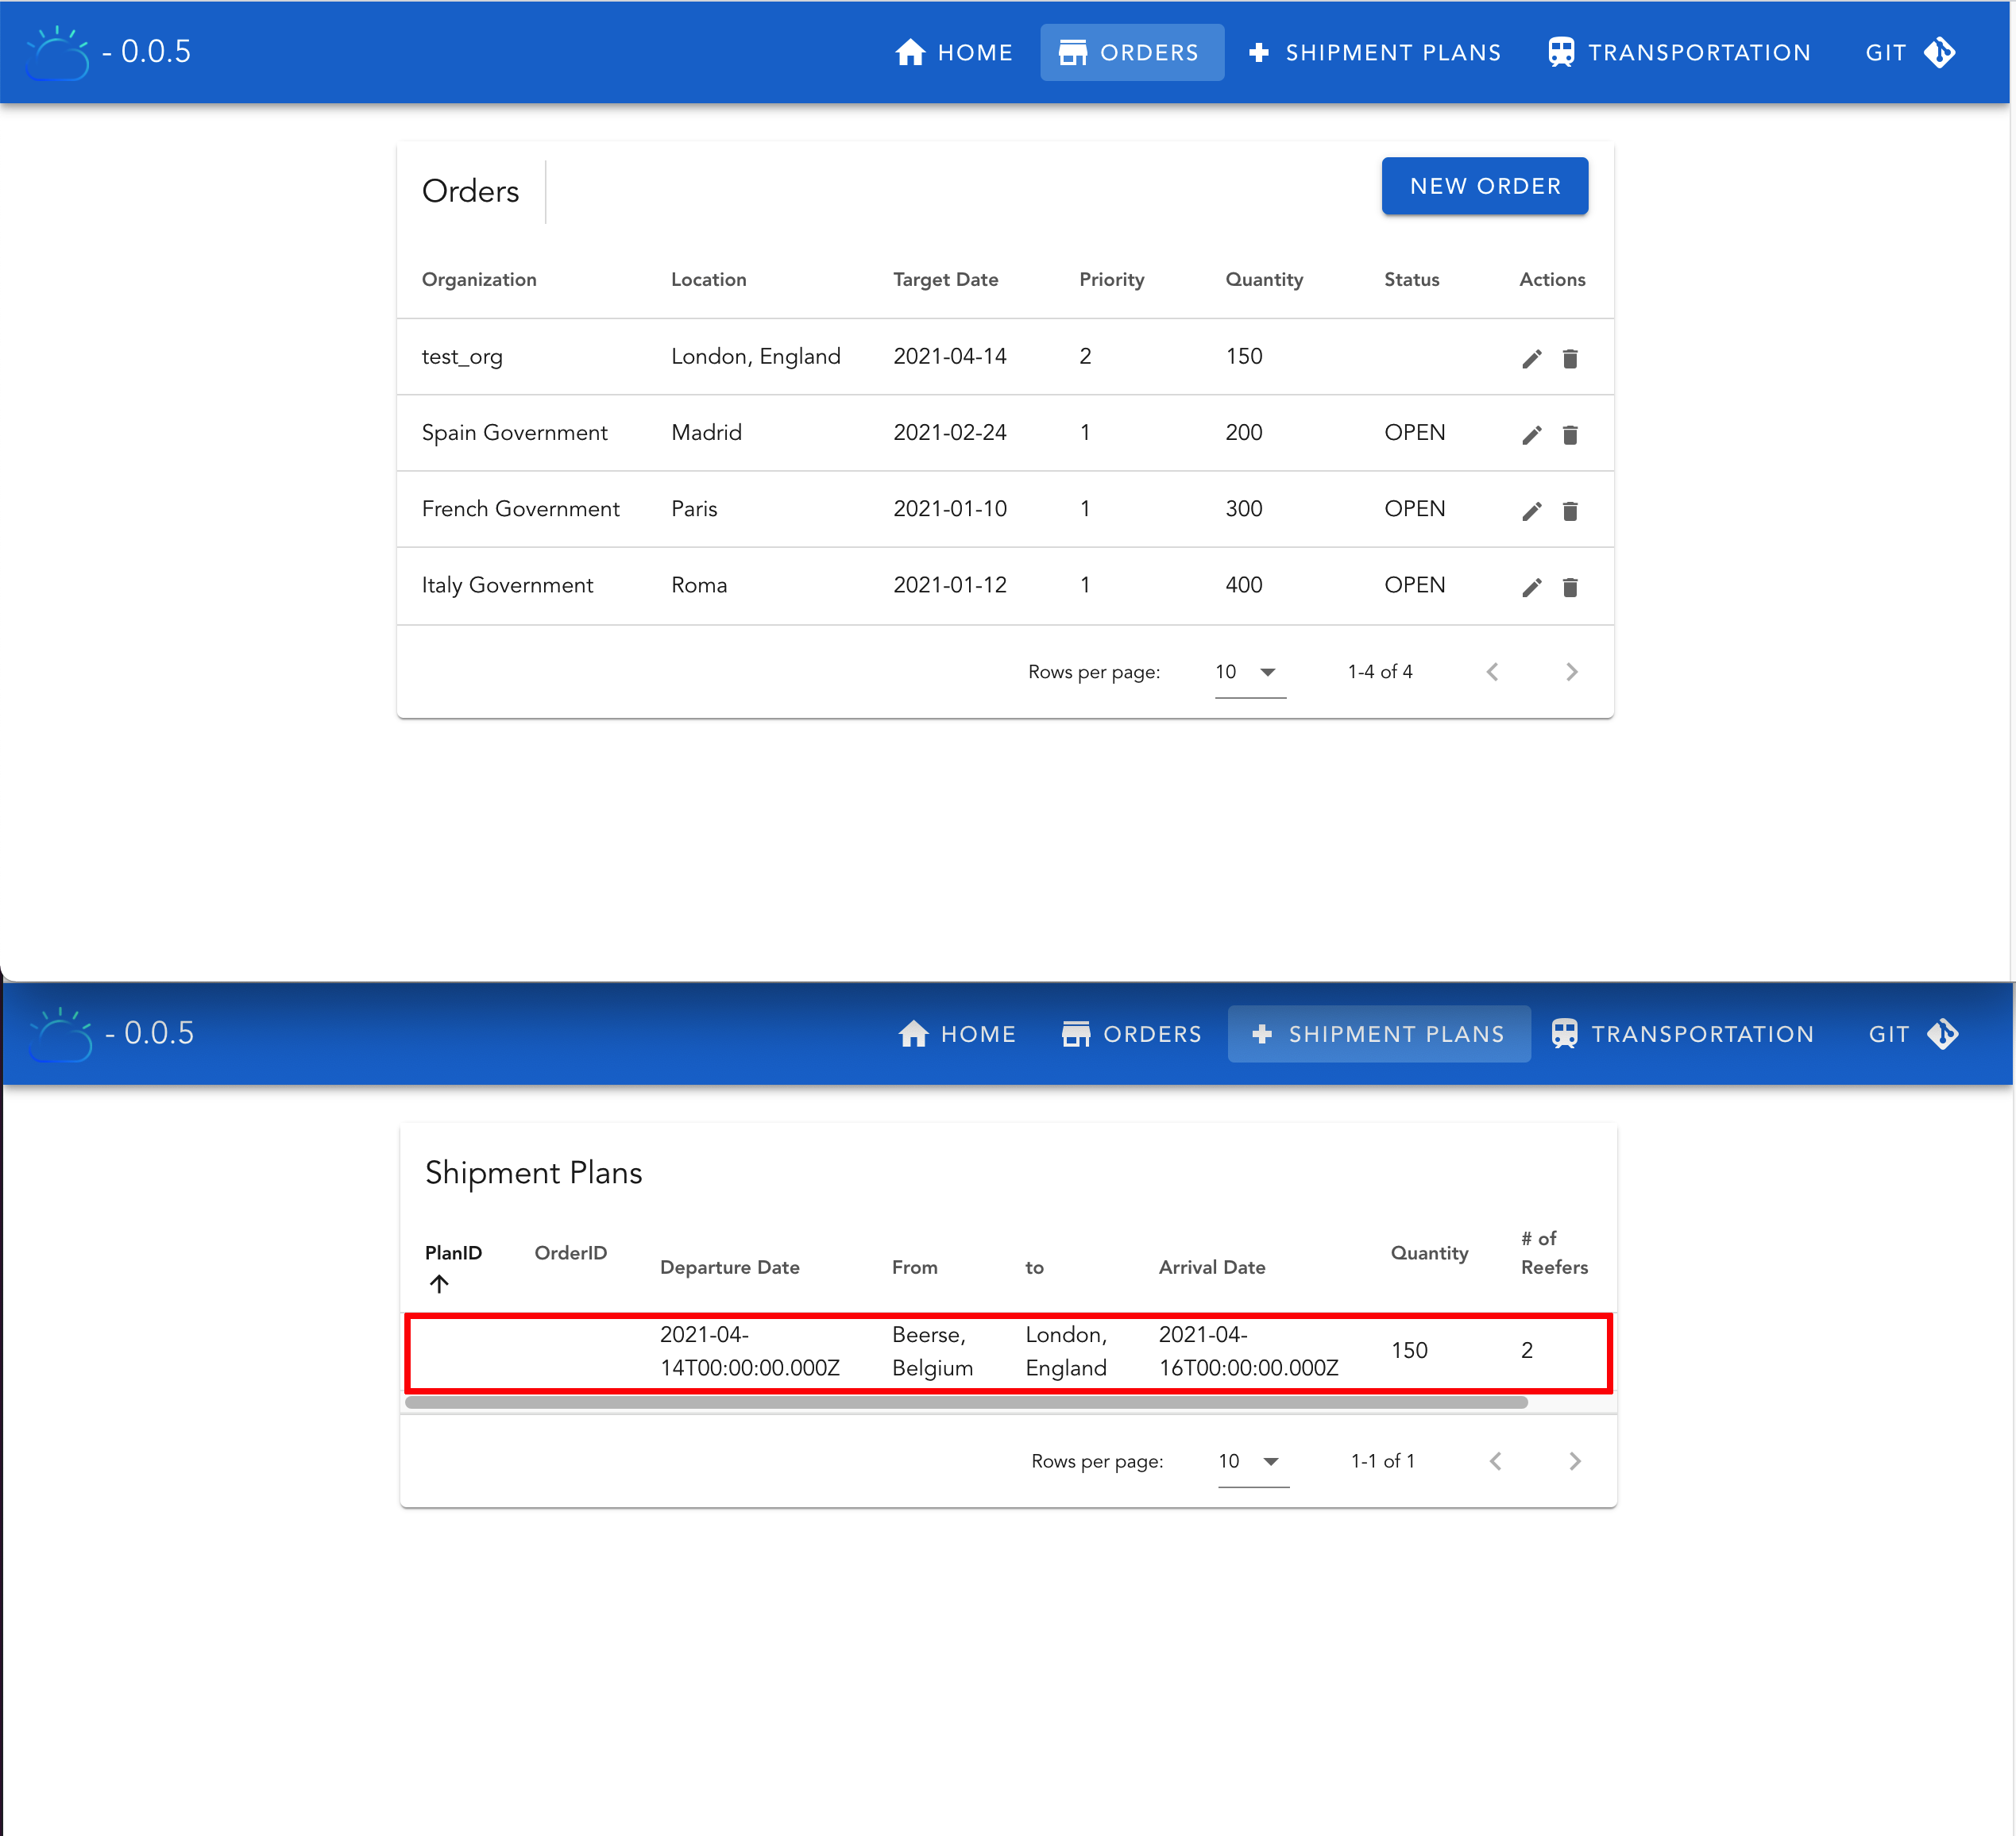 - 0.0.5 HOME ORDERS SHIPMENT PLANS TRANSPORTATION GIT
Orders NEW ORDER
Organization Location Target Date Priority Quantity Status Actions
test_org London, England 2021-04-14 2 150
Spain Government Madrid 2021-02-24 1 200 OPEN
French Government Paris 2021-01-10 1 300 OPEN
Italy Government Roma 2021-01-12 1 400 OPEN
Rows per page: 10 1-4 of 4
- 0.0.5 HOME ORDERS SHIPMENT PLANS TRANSPORTATION GIT
Shipment Plans
PlanID OrderID Departure Date From to Arrival Date Quantity # of
Reefers
2021-04- Beerse, London, 2021-04- 150 2
14T00:00:00.000Z Belgium England 16T00:00:00.000Z
Rows per page: 10 1-1 of 1